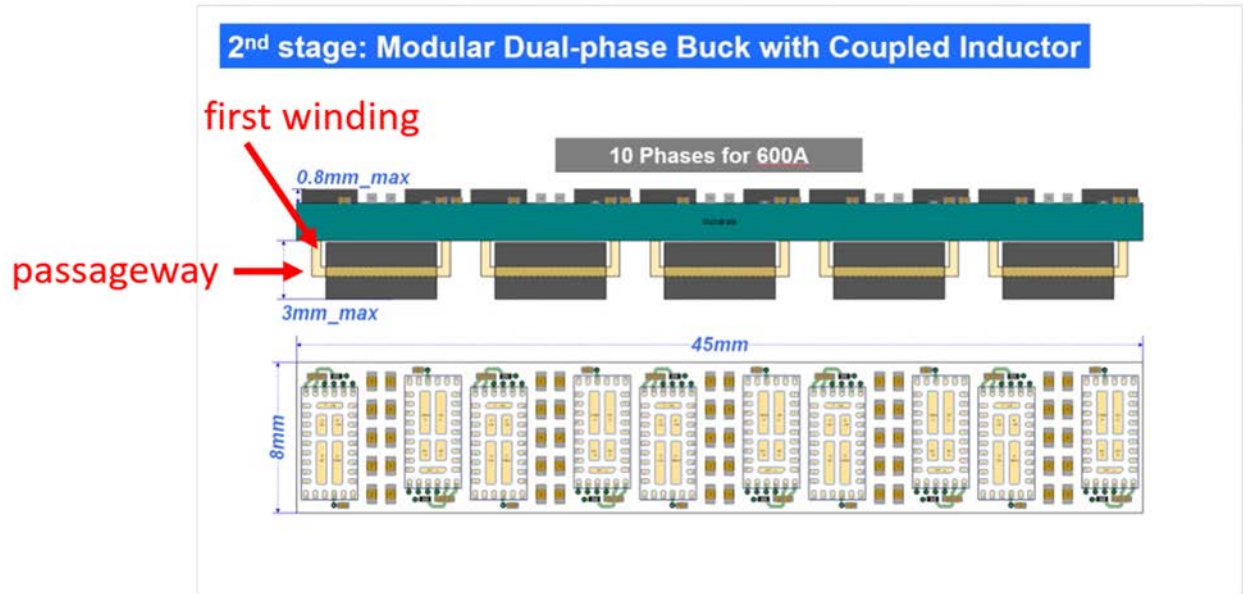 2nd stage: Modular Dual-phase Buck with Coupled Inductor
first winding
10 Phases for 600A
0.8mm_max
passageway
3mm_max
45mm
8mm